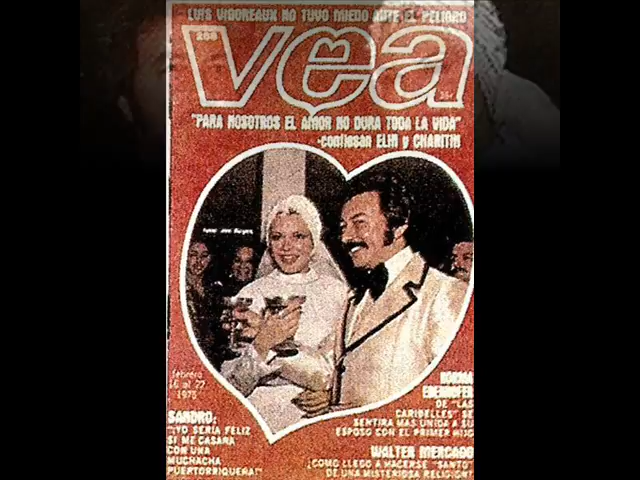 LUIS VIGOREAUX NO TUVO MIEDO ANTE EL PELIGRO
288
vea
35¢
"PARA NOSOTROS EL AMOR NO DURA TODA LA VIDA"
-confiesan ELIN y CHARITIN
febrero
16 al 22
1975
SANDRO:
"¡YO SERIA FELIZ
SI ME CASARA
CON UNA
MUCHACHA
PUERTORRIQUEÑA!"
NORMA
DE "LAS
CARIBELLES" SE
SENTIRA MAS UNIDA A SU
ESPOSO CON EL PRIMER HIJO
WALTER MERCADO
¿COMO LLEGO A HACERSE "SANTO"
DE UNA MISTERIOSA RELIGION?